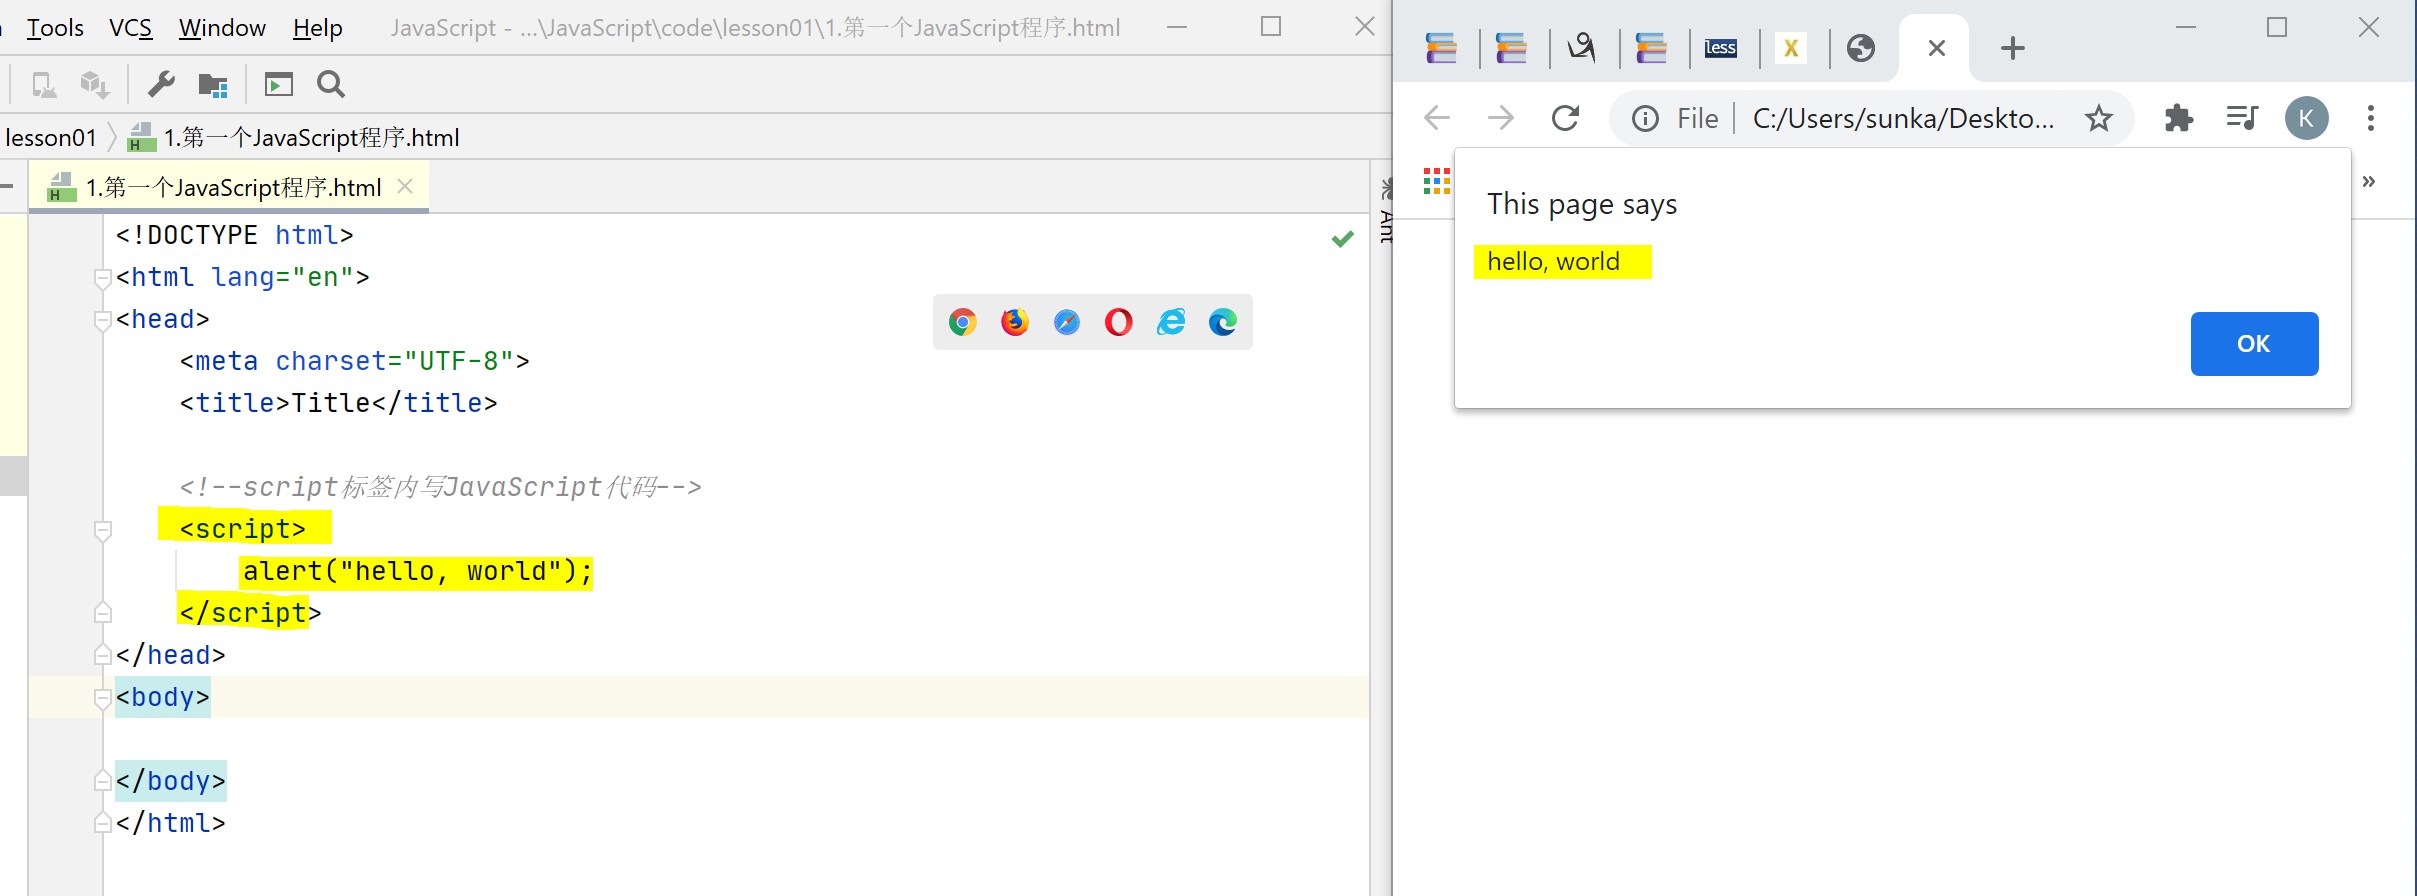 Tools VCS Window Help JavaScript - ...\JavaScript\code\lesson01\1.第一个JavaScript程序.html
lesson01 1.第一个JavaScript程序.html
1.第一个JavaScript程序.html
Ant
<!DOCTYPE html>
<html lang="en">
<head>
<meta charset="UTF-8">
<title>Title</title>
<!--script标签内写JavaScript代码-->
<script>
alert("hello, world");
</script>
</head>
<body>
</body>
</html>
less X
File C:/Users/sunka/Deskto... K
This page says
hello, world
OK